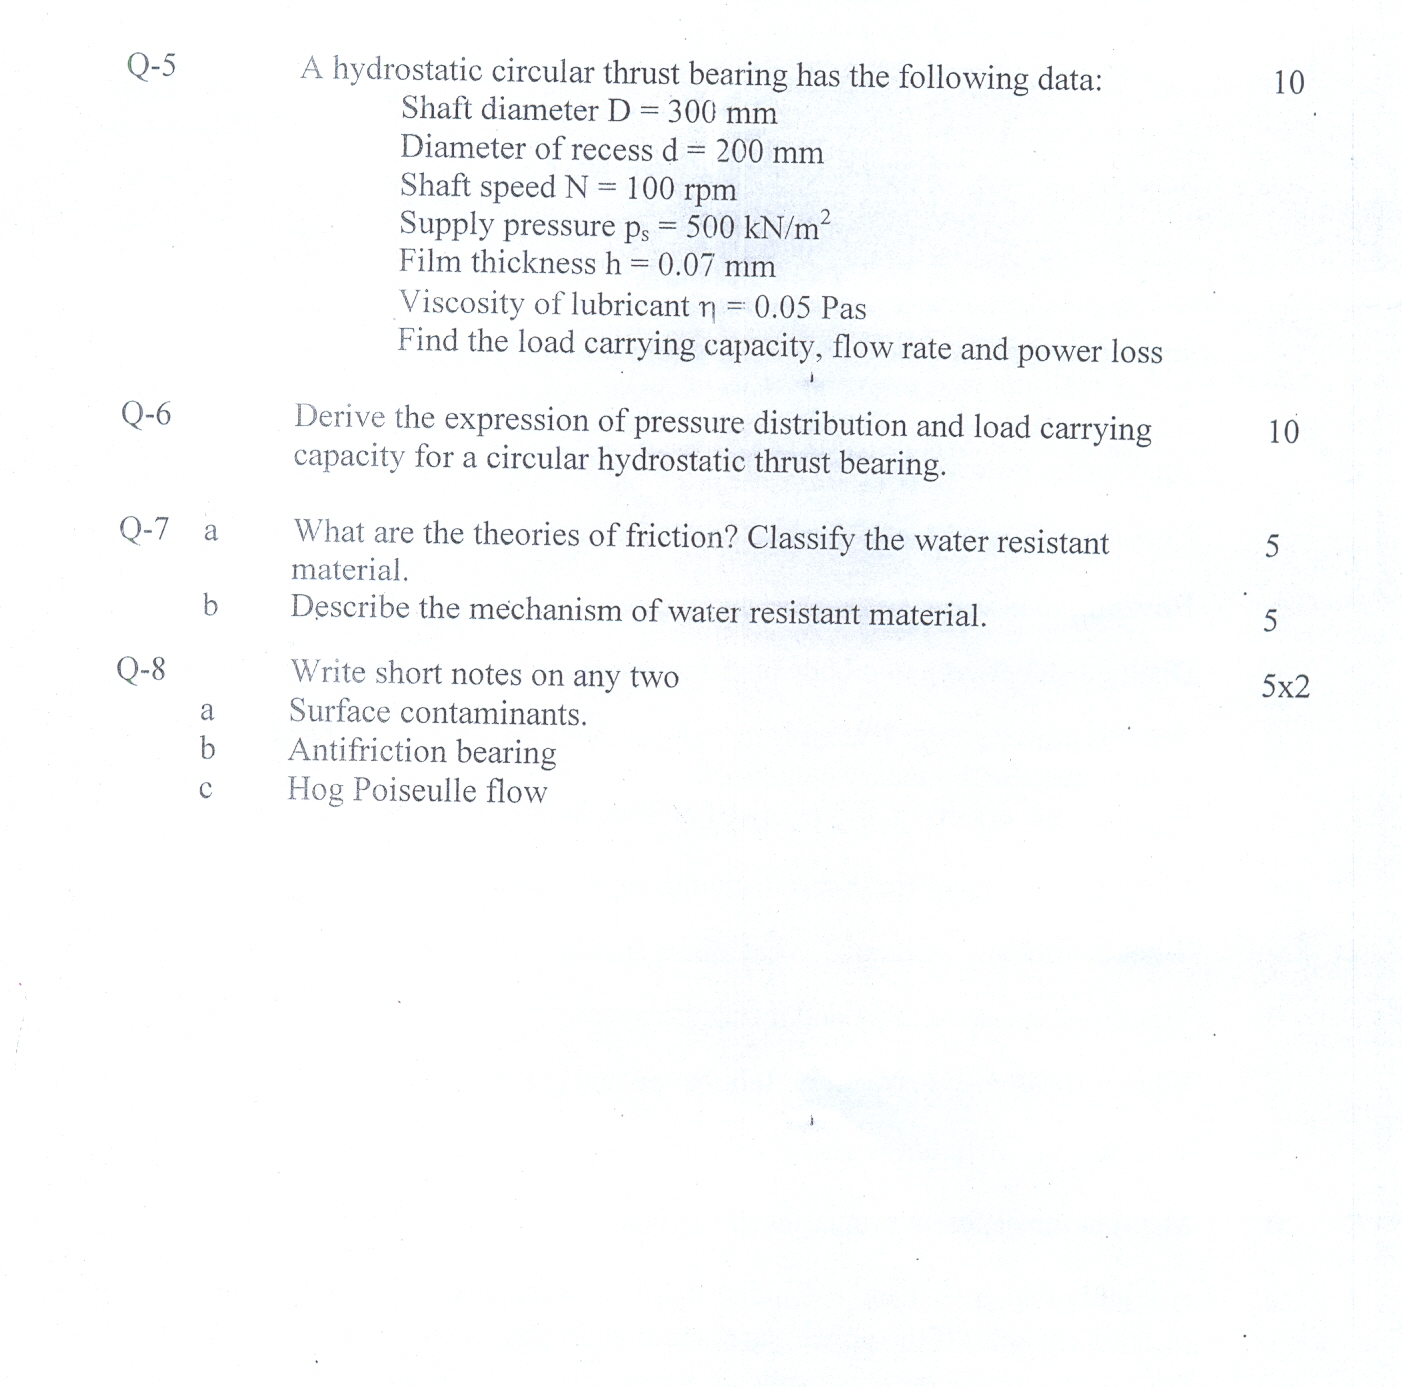 Q-5 A hydrostatic circular thrust bearing has the following data: 10
Shaft diameter D = 300 mm
Diameter of recess d = 200 mm
Shaft speed N = 100 rpm
Supply pressure pₛ = 500 kN/m²
Film thickness h = 0.07 mm
Viscosity of lubricant η = 0.05 Pas
Find the load carrying capacity, flow rate and power loss
Q-6 Derive the expression of pressure distribution and load carrying 10
capacity for a circular hydrostatic thrust bearing.
Q-7 a What are the theories of friction? Classify the water resistant 5
material.
b Describe the mechanism of water resistant material. 5
Q-8 Write short notes on any two 5x2
a Surface contaminants.
b Antifriction bearing
c Hog Poiseulle flow